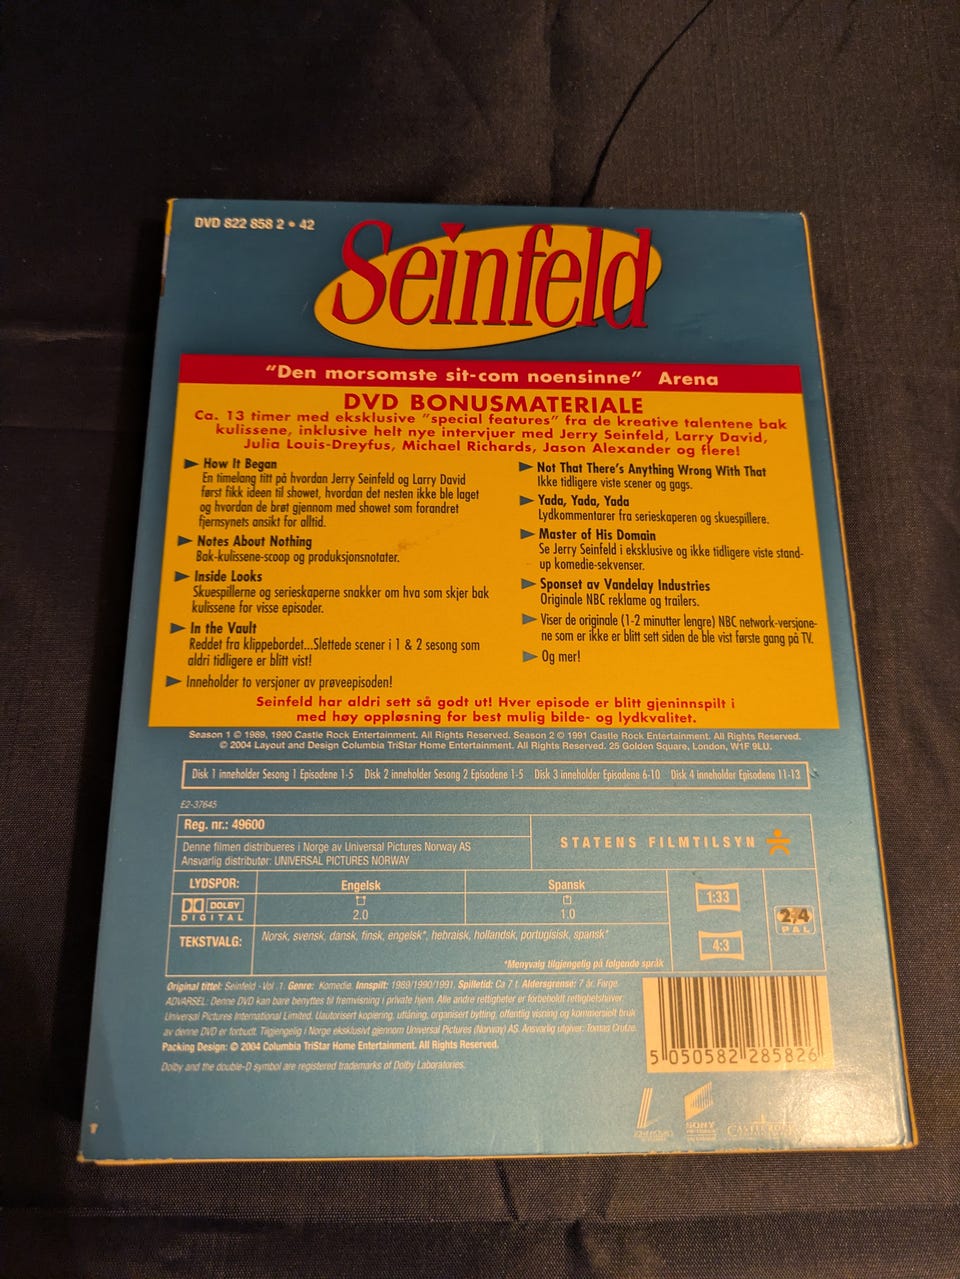 DVD 822 858 2 • 42
Seinfeld
"Den morsomste sit-com noensinne" Arena
DVD BONUSMATERIALE
Ca. 13 timer med eksklusive "special features" fra de kreative talentene bak
kulissene, inklusive helt nye intervjuer med Jerry Seinfeld, Larry David,
Julia Louis-Dreyfus, Michael Richards, Jason Alexander og flere!
How It Began
En timelang titt på hvordan Jerry Seinfeld og Larry David
først fikk ideen til showet, hvordan det nesten ikke ble laget
og hvordan de brøt gjennom med showet som forandret
fjernsynets ansikt for alltid.
Notes About Nothing
Bak-kulissene-scoop og produksjonsnotater.
Inside Looks
Skuespillerne og serieskaperne snakker om hva som skjer bak
kulissene for visse episoder.
In the Vault
Reddet fra klippebordet...Slettede scener i 1 & 2 sesong som
aldri tidligere er blitt vist!
Inneholder to versjoner av prøveepisoden!
Not That There's Anything Wrong With That
Ikke tidligere viste scener og gags.
Yada, Yada, Yada
Lydkommentarer fra serieskaperen og skuespillere.
Master of His Domain
Se Jerry Seinfeld i eksklusive og ikke tidligere viste stand-
up komedie-sekvenser.
Sponset av Vandelay Industries
Originale NBC reklame og trailers.
Viser de originale (1-2 minutter lengre) NBC network-versjone-
ne som er ikke er blitt sett siden de ble vist første gang på TV.
Og mer!
Seinfeld har aldri sett så godt ut! Hver episode er blitt gjeninnspilt i
med høy oppløsning for best mulig bilde- og lydkvalitet.
Season 1 © 1989, 1990 Castle Rock Entertainment. All Rights Reserved. Season 2 © 1991 Castle Rock Entertainment. All Rights Reserved.
© 2004 Layout and Design Columbia TriStar Home Entertainment. All Rights Reserved. 25 Golden Square, London, W1F 9LU.
Disk 1 inneholder Sesong 1 Episodene 1-5 Disk 2 inneholder Sesong 2 Episodene 1-5 Disk 3 inneholder Episodene 6-10 Disk 4 inneholder Episodene 11-13
E2-37645
Reg. nr.: 49600
Denne filmen distribueres i Norge av Universal Pictures Norway AS
Ansvarlig distributør: UNIVERSAL PICTURES NORWAY
STATENS FILMTILSYN
LYDSPOR: Engelsk Spansk
DOLBY
DIGITAL 2.0 1.0
1:33
2;4
PAL
TEKSTVALG: Norsk, svensk, dansk, finsk, engelsk*, hebraisk, hollandsk, portugisisk, spansk*
4:3
*Menyvalg tilgjengelig på følgende språk
Original tittel: Seinfeld - Vol. 1. Genre: Komedie. Innspilt: 1989/1990/1991. Spilletid: Ca 7 t. Aldersgrense: 7 år. Farge.
ADVARSEL: Denne DVD kan bare benyttes til fremvisning i private hjem. Alle andre rettigheter er forbeholdt rettighetshaver:
Universal Pictures International Limited. Uautorisert kopiering, utlåning, organisert bytting, offentlig visning og kommersiell bruk
av denne DVD er forbudt. Tilgjengelig i Norge eksklusivt gjennom Universal Pictures (Norway) AS. Ansvarlig utgiver: Tomas
Packing Design: © 2004 Columbia TriStar Home Entertainment. All Rights Reserved.
Dolby and the double-D symbol are registered trademarks of Dolby Laboratories.
5 050582 285826
SONY